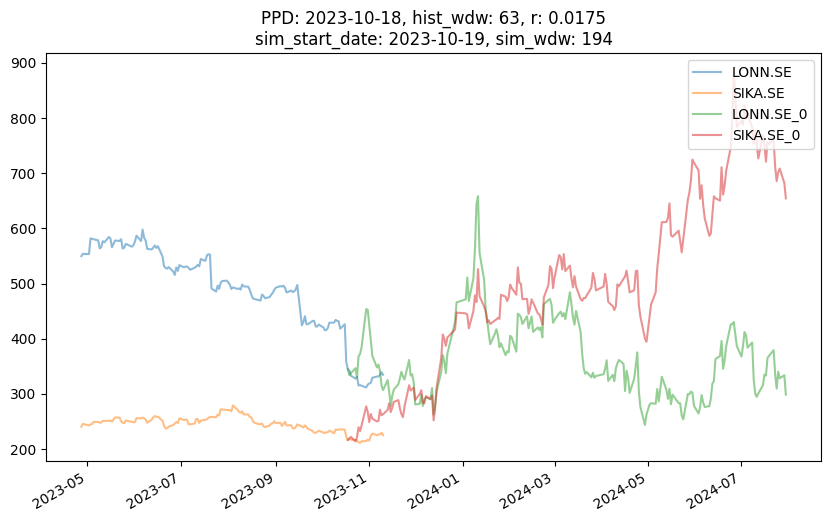 PPD: 2023-10-18, hist_wdw: 63, r: 0.0175
sim_start_date: 2023-10-19, sim_wdw: 194
900
800
700
600
500
400
300
200
LONN.SE
SIKA.SE
LONN.SE_0
SIKA.SE_0
2023-05
2023-07
2023-09
2023-11
2024-01
2024-03
2024-05
2024-07